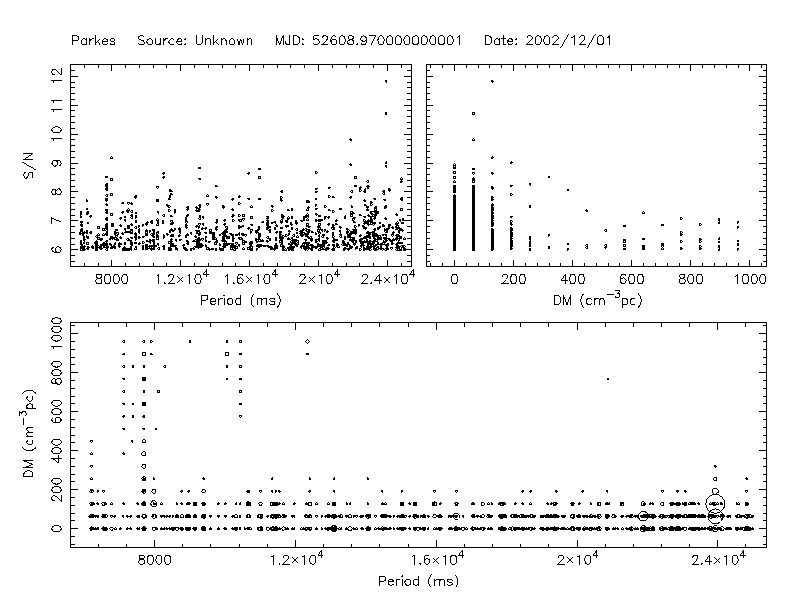 Parkes Source: Unknown MJD: 52608.970000000001 Date: 2002/12/01
12
11
10
9
8
7
6
S/N
8000 1.2×10⁴ 1.6×10⁴ 2×10⁴ 2.4×10⁴
Period (ms)
0 200 400 600 800 1000
DM (cm⁻³pc)
1000
800
600
400
200
0
DM (cm⁻³pc)
8000 1.2×10⁴ 1.6×10⁴ 2×10⁴ 2.4×10⁴
Period (ms)